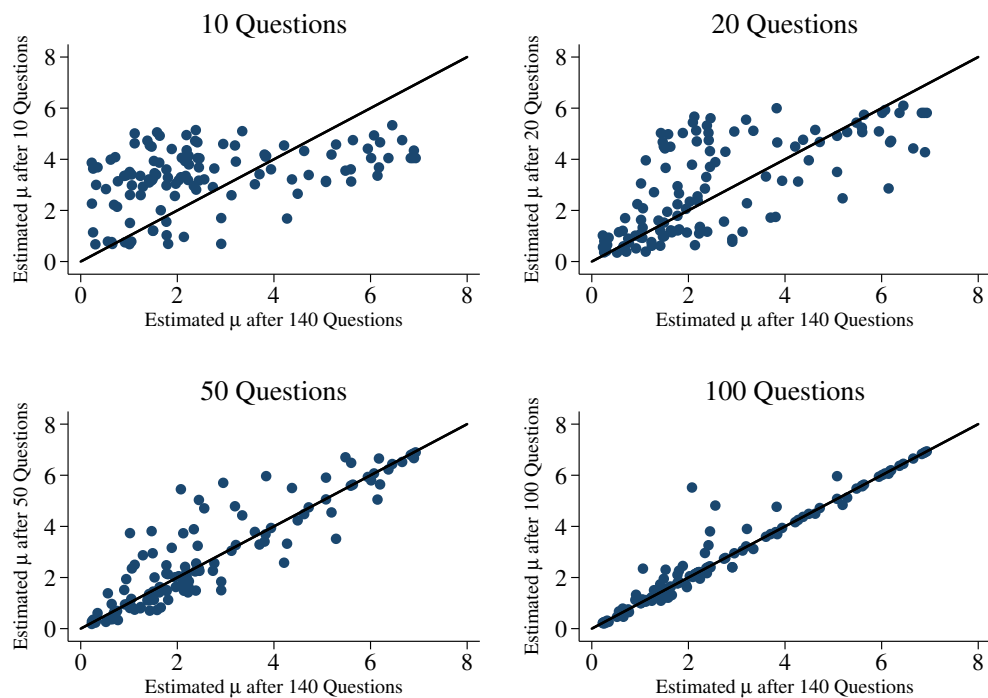 10 Questions
Estimated μ after 10 Questions
8
6
4
2
0
0 2 4 6 8
Estimated μ after 140 Questions
20 Questions
Estimated μ after 20 Questions
8
6
4
2
0
0 2 4 6 8
Estimated μ after 140 Questions
50 Questions
Estimated μ after 50 Questions
8
6
4
2
0
0 2 4 6 8
Estimated μ after 140 Questions
100 Questions
Estimated μ after 100 Questions
8
6
4
2
0
0 2 4 6 8
Estimated μ after 140 Questions